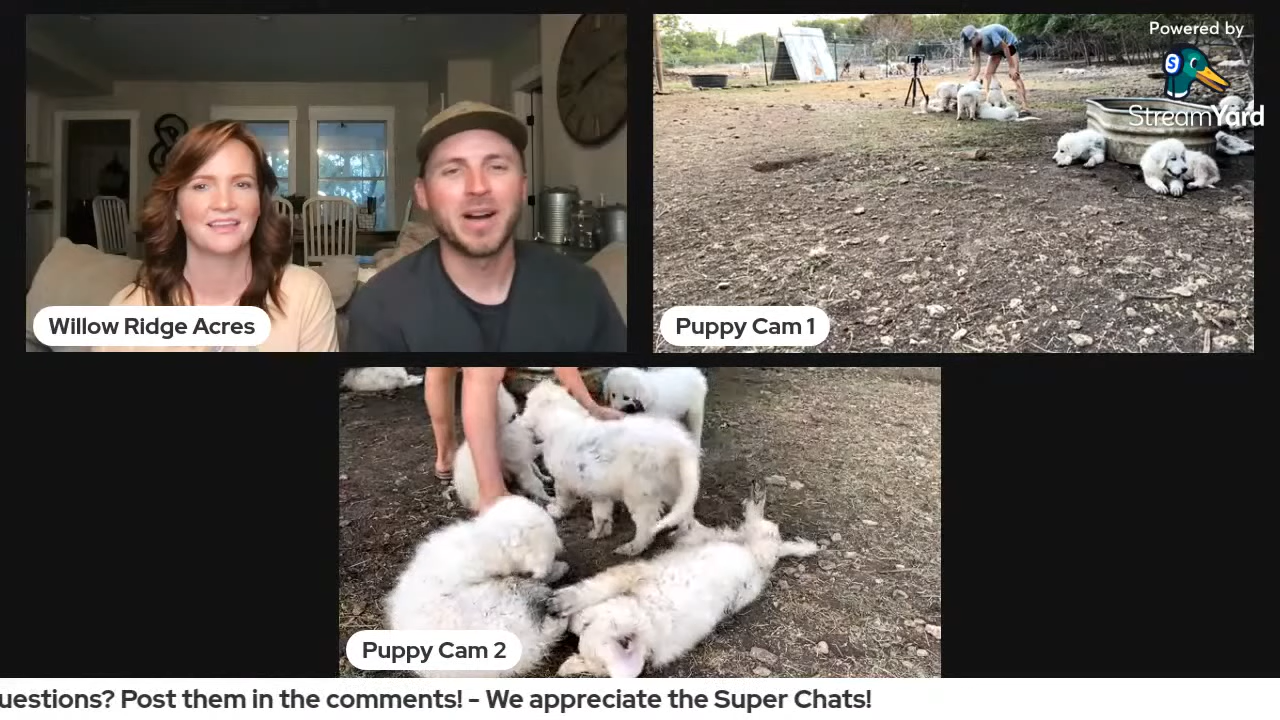 Powered by
StreamYard
Willow Ridge Acres
Puppy Cam 1
Puppy Cam 2
uestions? Post them in the comments! - We appreciate the Super Chats!